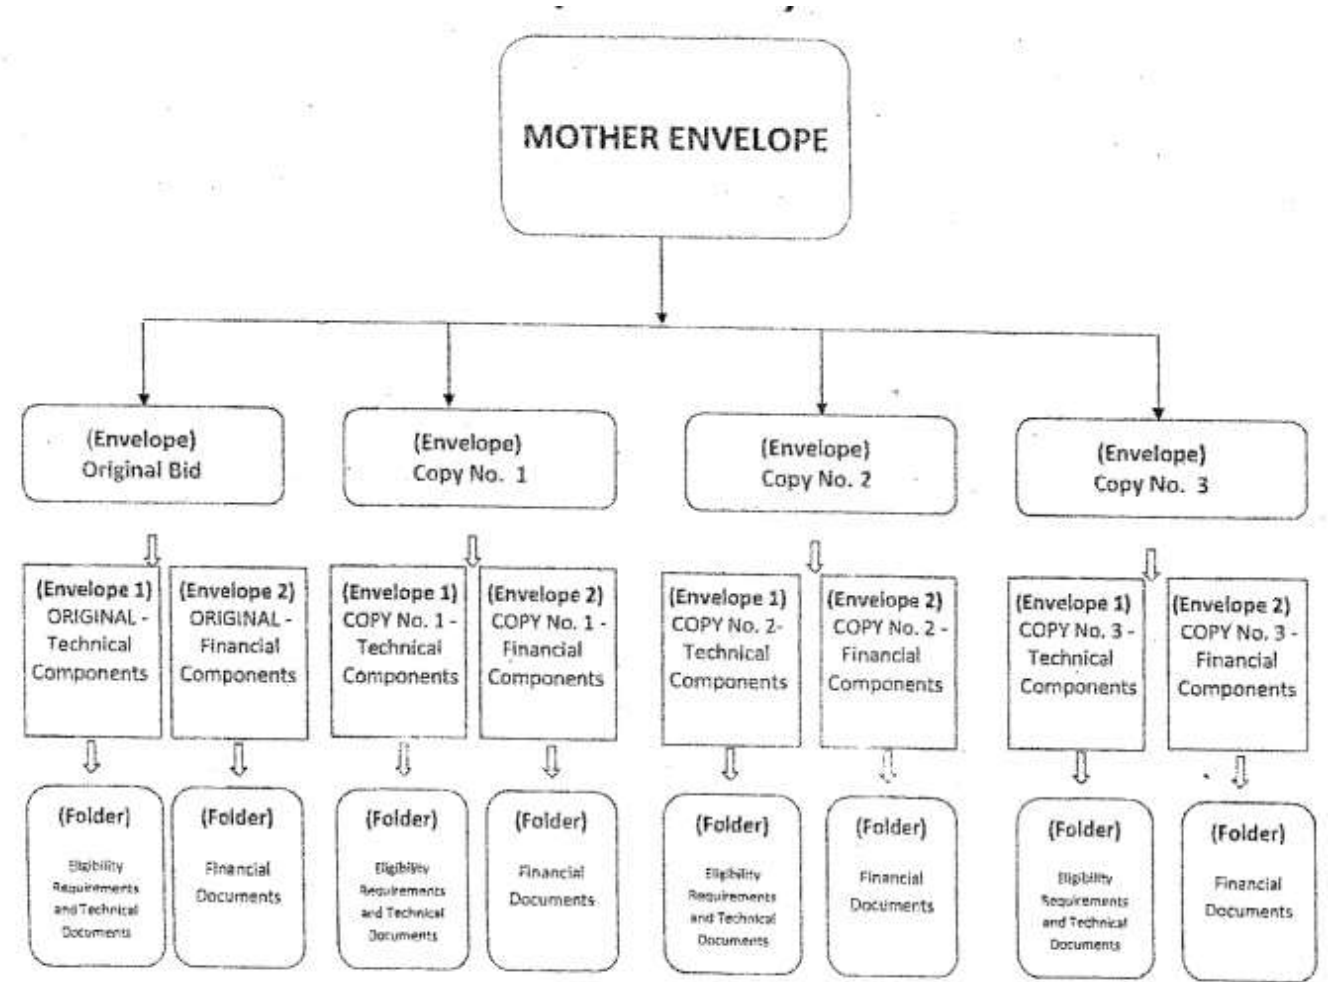 MOTHER ENVELOPE
(Envelope)
Original Bid
(Envelope)
Copy No. 1
(Envelope)
Copy No. 2
(Envelope)
Copy No. 3
(Envelope 1)
ORIGINAL -
Technical
Components
(Envelope 2)
ORIGINAL -
Financial
Components
(Envelope 1)
COPY No. 1 -
Technical
Components
(Envelope 2)
COPY No. 1 -
Financial
Components
(Envelope 1)
COPY No. 2-
Technical
Components
(Envelope 2)
COPY No. 2 -
Financial
Components
(Envelope 1)
COPY No. 3 -
Technical
Components
(Envelope 2)
COPY No. 3 -
Financial
Components
(Folder)
Eligibility
Requirements
and Technical
Documents
(Folder)
Financial
Documents
(Folder)
Eligibility
Requirements
and Technical
Documents
(Folder)
Financial
Documents
(Folder)
Eligibility
Requirements
and Technical
Documents
(Folder)
Financial
Documents
(Folder)
Eligibility
Requirements
and Technical
Documents
(Folder)
Financial
Documents